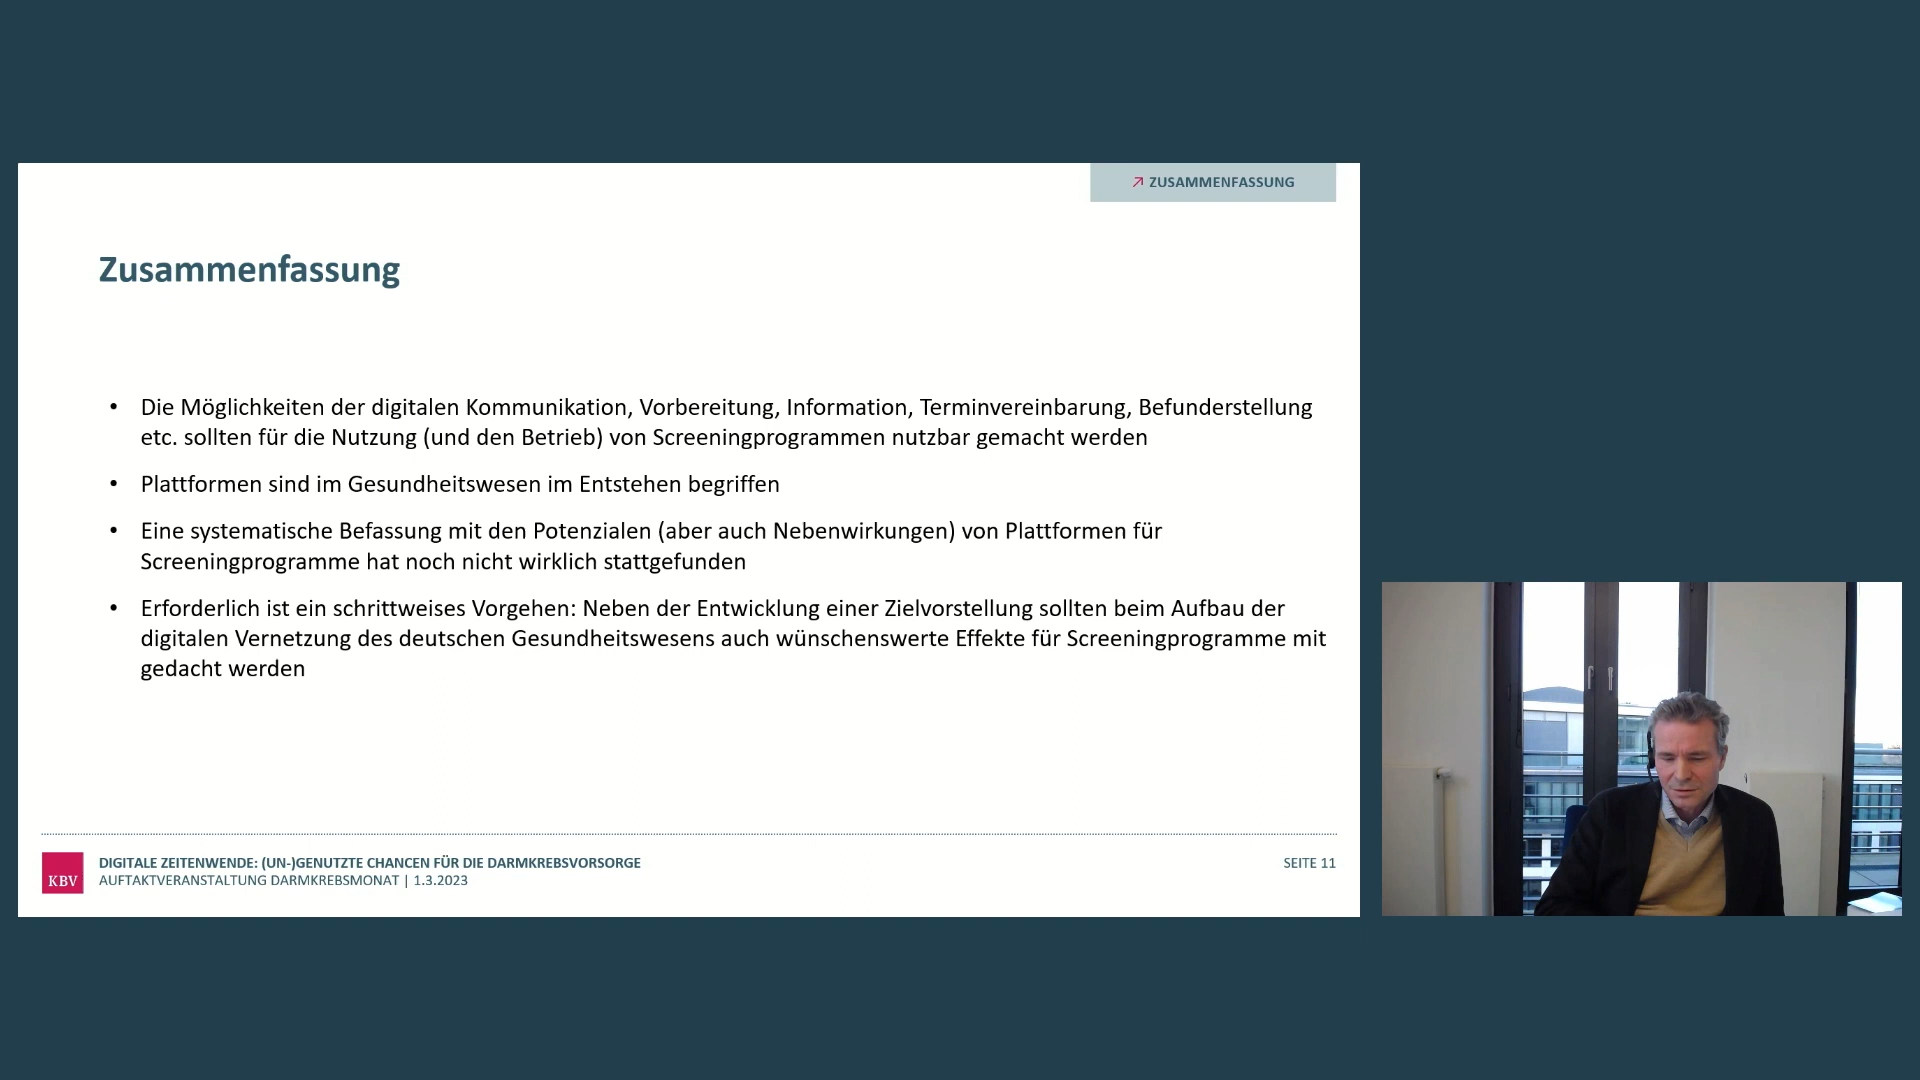 ↗ ZUSAMMENFASSUNG
Zusammenfassung
• Die Möglichkeiten der digitalen Kommunikation, Vorbereitung, Information, Terminvereinbarung, Befunderstellung
etc. sollten für die Nutzung (und den Betrieb) von Screeningprogrammen nutzbar gemacht werden
• Plattformen sind im Gesundheitswesen im Entstehen begriffen
• Eine systematische Befassung mit den Potenzialen (aber auch Nebenwirkungen) von Plattformen für
Screeningprogramme hat noch nicht wirklich stattgefunden
• Erforderlich ist ein schrittweises Vorgehen: Neben der Entwicklung einer Zielvorstellung sollten beim Aufbau der
digitalen Vernetzung des deutschen Gesundheitswesens auch wünschenswerte Effekte für Screeningprogramme mit
gedacht werden
KBV
DIGITALE ZEITENWENDE: (UN-)GENUTZTE CHANCEN FÜR DIE DARMKREBSVORSORGE
AUFTAKTVERANSTALTUNG DARMKREBSMONAT | 1.3.2023
SEITE 11